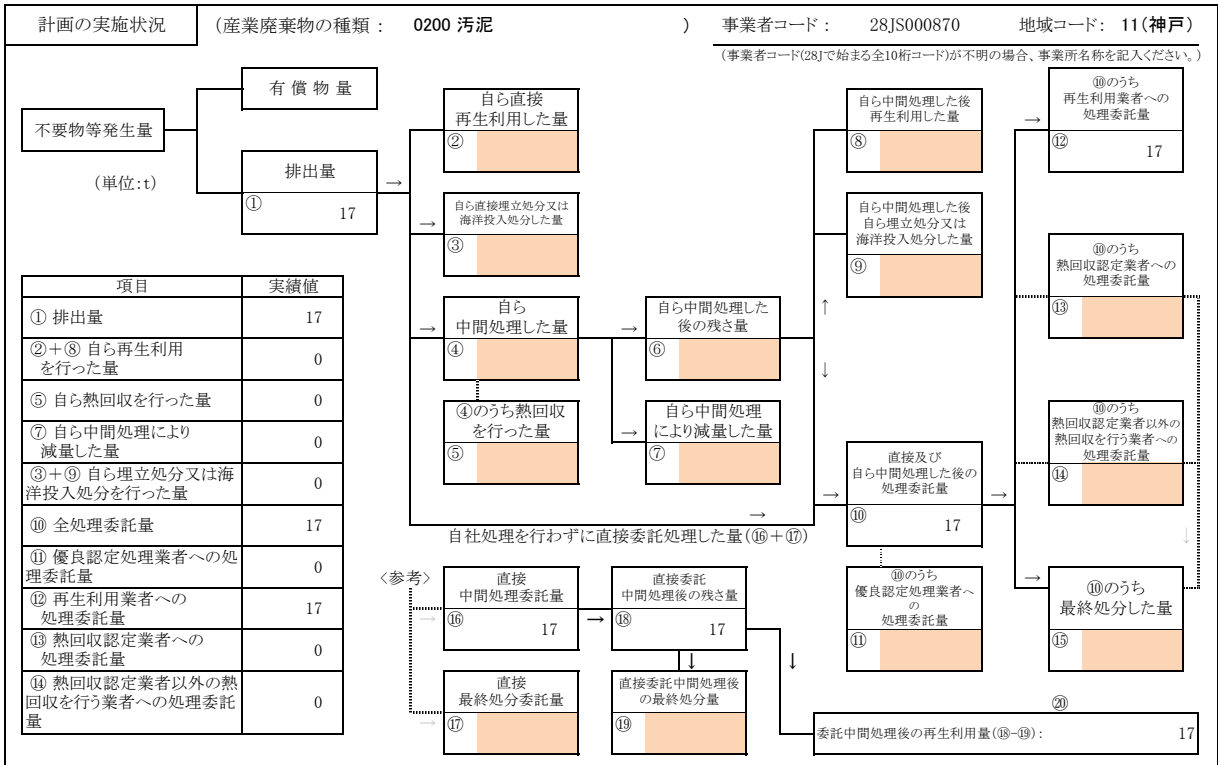 計画の実施状況
(産業廃棄物の種類： 0200 汚泥 )
事業者コード： 28JS000870
地域コード： 11(神戸)
(事業者コード(28Jで始まる全10桁コード)が不明の場合、事業所名称を記入ください。)
不要物等発生量
(単位:t)
有償物量
排出量
→
① 17
自ら直接
再生利用した量
②
→
自ら直接埋立処分又は
海洋投入処分した量
③
→
自ら
中間処理した量
④
④のうち熱回収
を行った量
⑤
→
自ら中間処理した
後の残さ量
⑥
→
自ら中間処理
により減量した量
⑦
自ら中間処理した後
再生利用した量
⑧
自ら中間処理した後
自ら埋立処分又は
海洋投入処分した量
⑨
↑
↓
→
自社処理を行わずに直接委託処理した量(⑯＋⑰)
→
直接及び
自ら中間処理した後の
処理委託量
⑩ 17
→
⑩のうち
優良認定処理業者へ
の
処理委託量
⑪
→
⑩のうち
再生利用業者への
処理委託量
⑫ 17
⑩のうち
熱回収認定業者への
処理委託量
⑬
⑩のうち
熱回収認定業者以外の
熱回収を行う業者への
処理委託量
⑭
↓
→
⑩のうち
最終処分した量
⑮
項目 実績値
① 排出量 17
②＋⑧ 自ら再生利用
を行った量 0
⑤ 自ら熱回収を行った量 0
⑦ 自ら中間処理により
減量した量 0
③＋⑨ 自ら埋立処分又は海
洋投入処分を行った量 0
⑩ 全処理委託量 17
⑪ 優良認定処理業者への処
理委託量 0
⑫ 再生利用業者への
処理委託量 17
⑬ 熱回収認定業者への
処理委託量 0
⑭ 熱回収認定業者以外の熱
回収を行う業者への処理委託
量 0
〈参考〉
→
直接
中間処理委託量
⑯ 17
→
直接委託
中間処理後の残さ量
⑱ 17
→
直接
最終処分委託量
⑰
↓
直接委託中間処理後
の最終処分量
⑲
↓
⑳
委託中間処理後の再生利用量(⑱-⑲)： 17